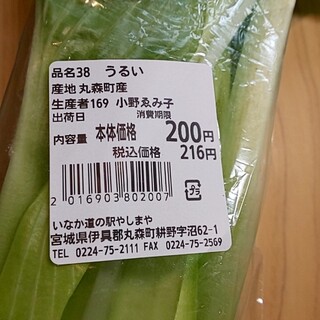 品名38 うるい
産地 丸森町産
生産者169 小野ゑみ子
出荷日 消費期限
内容量 本体価格 200円
税込価格 216円
2016903802007
プラ
いなか道の駅やしまや
宮城県伊具郡丸森町耕野字沼62-1
TEL 0224-75-2111 FAX 0224-75-2569